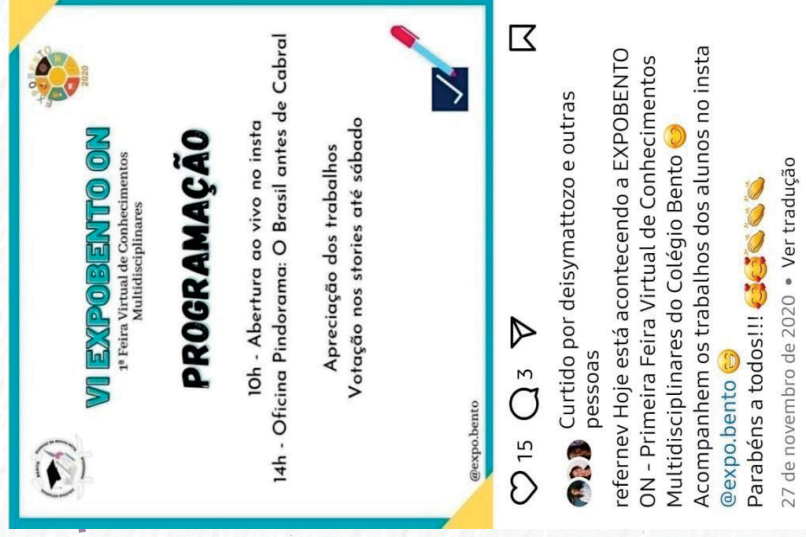 EXPOBENTO
2020
VI EXPOBENTO ON
1ª Feira Virtual de Conhecimentos
Multidisciplinares
PROGRAMAÇÃO
10h - Abertura ao vivo no insta
14h - Oficina Pindorama: O Brasil antes de Cabral
Apreciação dos trabalhos
Votação nos stories até sábado
@expo.bento
15 3
Curtido por deisymattozo e outras
pessoas
refernev Hoje está acontecendo a EXPOBENTO
ON - Primeira Feira Virtual de Conhecimentos
Multidisciplinares do Colégio Bento 😊
Acompanhem os trabalhos dos alunos no insta
@expo.bento 😄
Parabéns a todos!!! 🥰🥰👏👏👏
27 de novembro de 2020 • Ver tradução